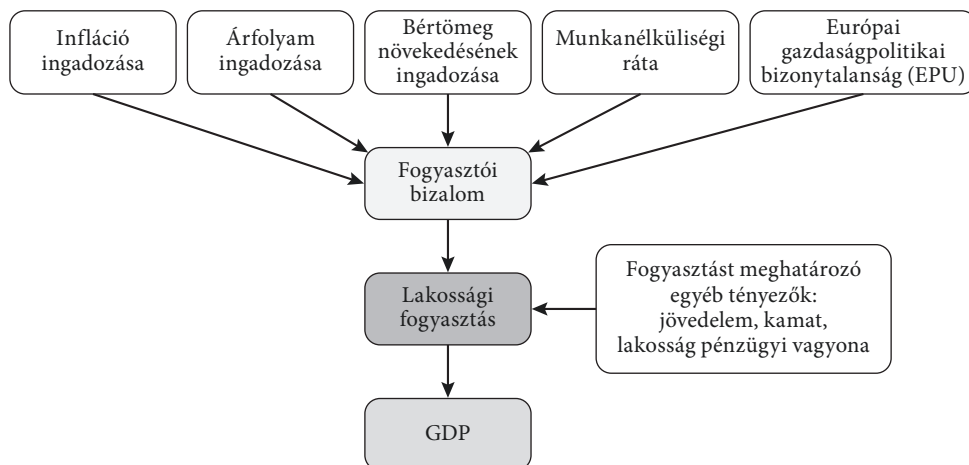 Infláció
ingadozása
Árfolyam
ingadozása
Bértömeg
növekedésének
ingadozása
Munkanélküliségi
ráta
Európai
gazdaságpolitikai
bizonytalanság (EPU)
Fogyasztói
bizalom
Lakossági
fogyasztás
Fogyasztást meghatározó
egyéb tényezők:
jövedelem, kamat,
lakosság pénzügyi vagyona
GDP